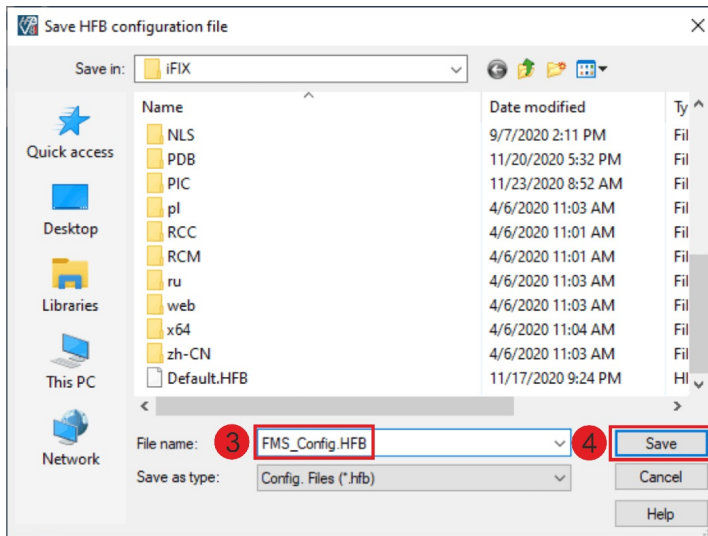 Save HFB configuration file
Save in: iFIX
Name Date modified Ty
NLS 9/7/2020 2:11 PM Fil
PDB 11/20/2020 5:32 PM Fil
PIC 11/23/2020 8:52 AM Fil
pl 4/6/2020 11:03 AM Fil
RCC 4/6/2020 11:01 AM Fil
RCM 4/6/2020 11:01 AM Fil
ru 4/6/2020 11:03 AM Fil
web 4/6/2020 11:03 AM Fil
x64 4/6/2020 11:04 AM Fil
zh-CN 4/6/2020 11:03 AM Fil
Default.HFB 11/17/2020 9:24 PM HI
Quick access
Desktop
Libraries
This PC
Network
File name: 3 FMS_Config.HFB 4 Save
Save as type: Config. Files (*.hfb) Cancel
Help